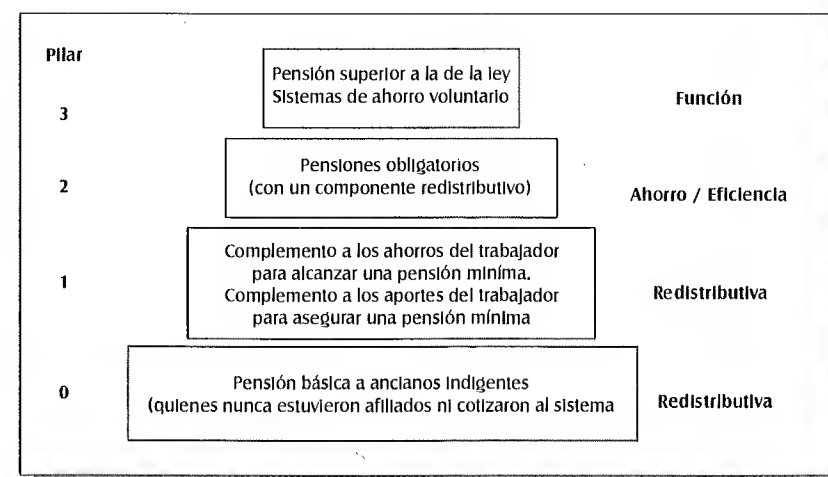 Pilar
Pensión superior a la de la ley
Sistemas de ahorro voluntario
Función
3
Pensiones obligatorios
(con un componente redistributivo)
2
Ahorro / Eficiencia
Complemento a los ahorros del trabajador
para alcanzar una pensión miníma.
Complemento a los aportes del trabajador
para asegurar una pensión mínima
1
Redistributiva
Pensión básica a ancianos indigentes
(quienes nunca estuvieron afiliados ni cotizaron al sistema
0
Redistributiva